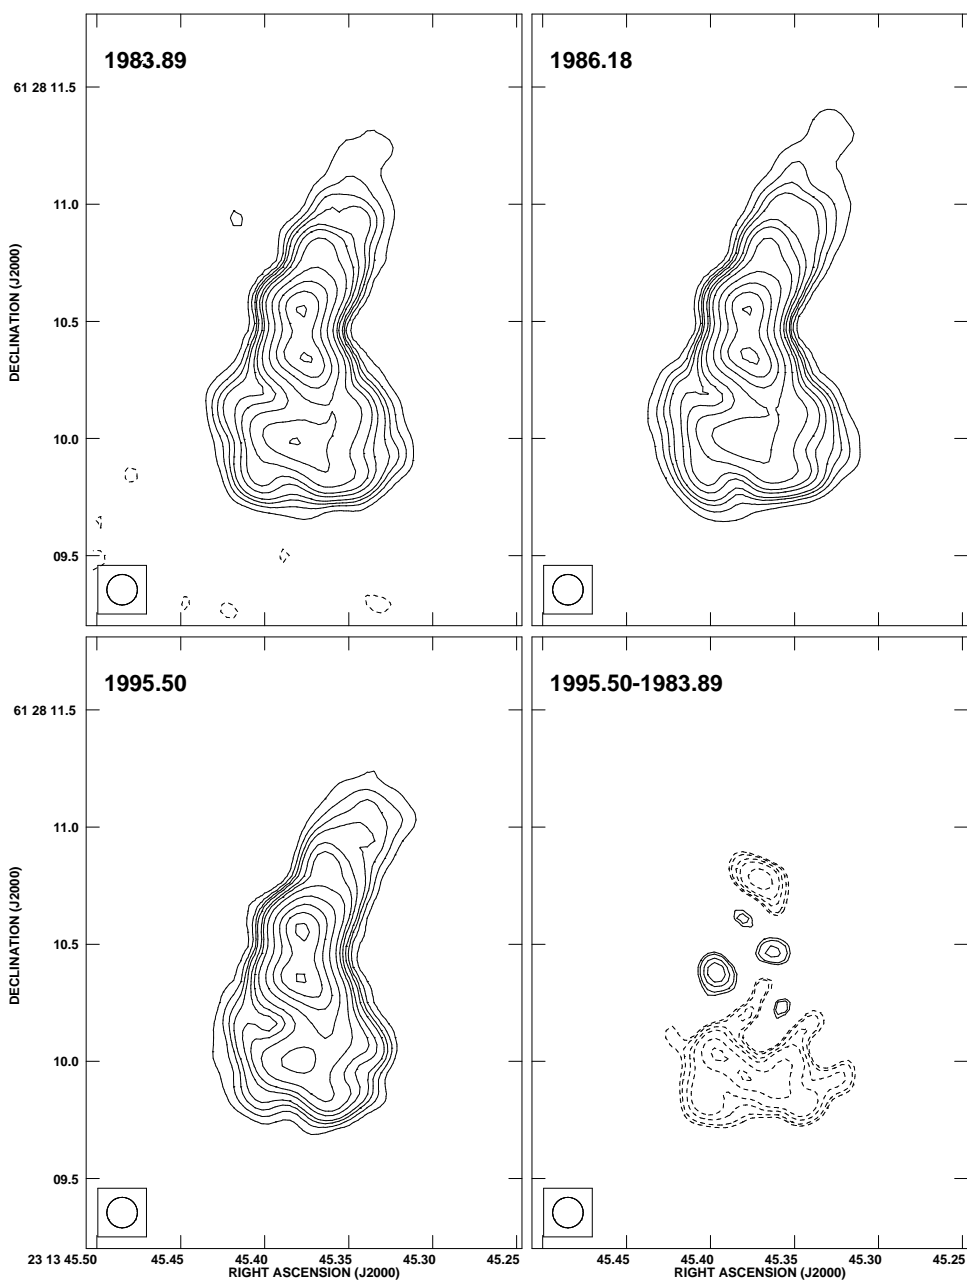 1983.89
1986.18
61 28 11.5
11.0
10.5
10.0
09.5
DECLINATION (J2000)
1995.50
1995.50-1983.89
61 28 11.5
11.0
10.5
10.0
09.5
DECLINATION (J2000)
23 13 45.50 45.45 45.40 45.35 45.30 45.25
RIGHT ASCENSION (J2000)
45.45 45.40 45.35 45.30 45.25
RIGHT ASCENSION (J2000)